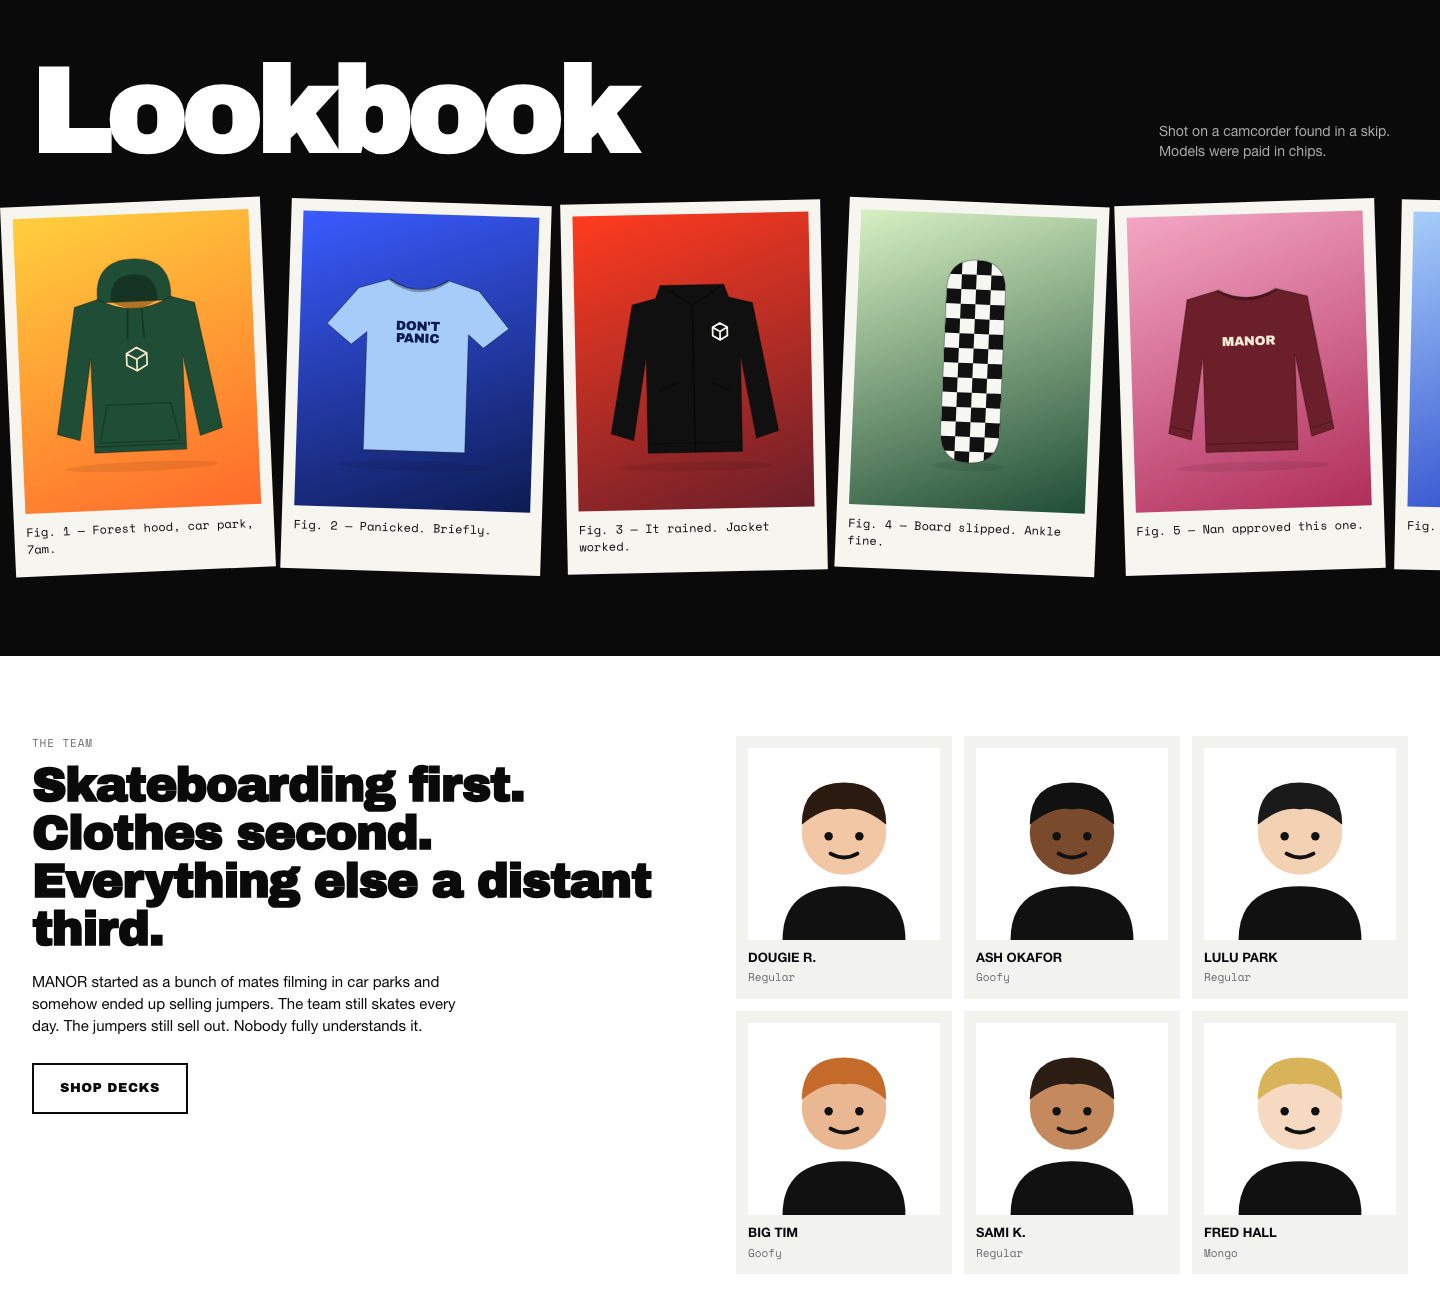 Lookbook
Shot on a camcorder found in a skip.
Models were paid in chips.
DON'T
PANIC
MANOR
Fig. 1 — Forest hood, car park,
7am.
Fig. 2 — Panicked. Briefly.
Fig. 3 — It rained. Jacket
worked.
Fig. 4 — Board slipped. Ankle
fine.
Fig. 5 — Nan approved this one.
Fig.
THE TEAM
Skateboarding first.
Clothes second.
Everything else a distant
third.
MANOR started as a bunch of mates filming in car parks and
somehow ended up selling jumpers. The team still skates every
day. The jumpers still sell out. Nobody fully understands it.
SHOP DECKS
DOUGIE R.
Regular
ASH OKAFOR
Goofy
LULU PARK
Regular
BIG TIM
Goofy
SAMI K.
Regular
FRED HALL
Mongo